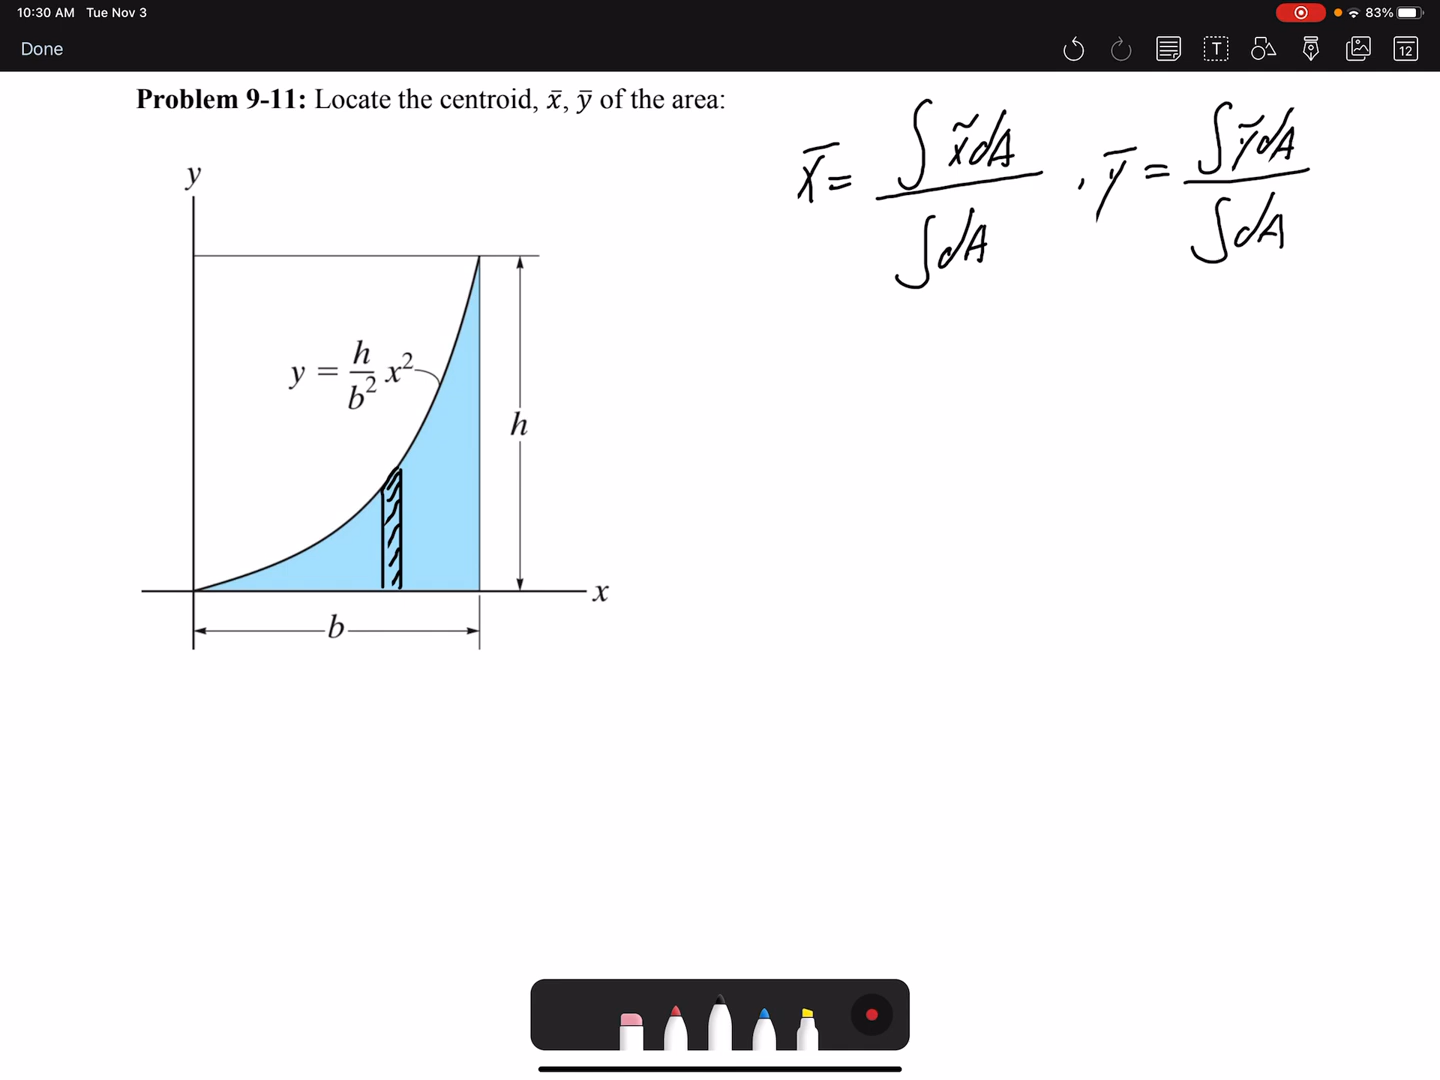 10:30 AM Tue Nov 3
83%
Done
T
12
Problem 9-11: Locate the centroid, x̄, ȳ of the area:
x̄ = ∫ x̃ dA / ∫ dA , ȳ = ∫ ỹ dA / ∫ dA
y
y = h/b² x²
h
x
b